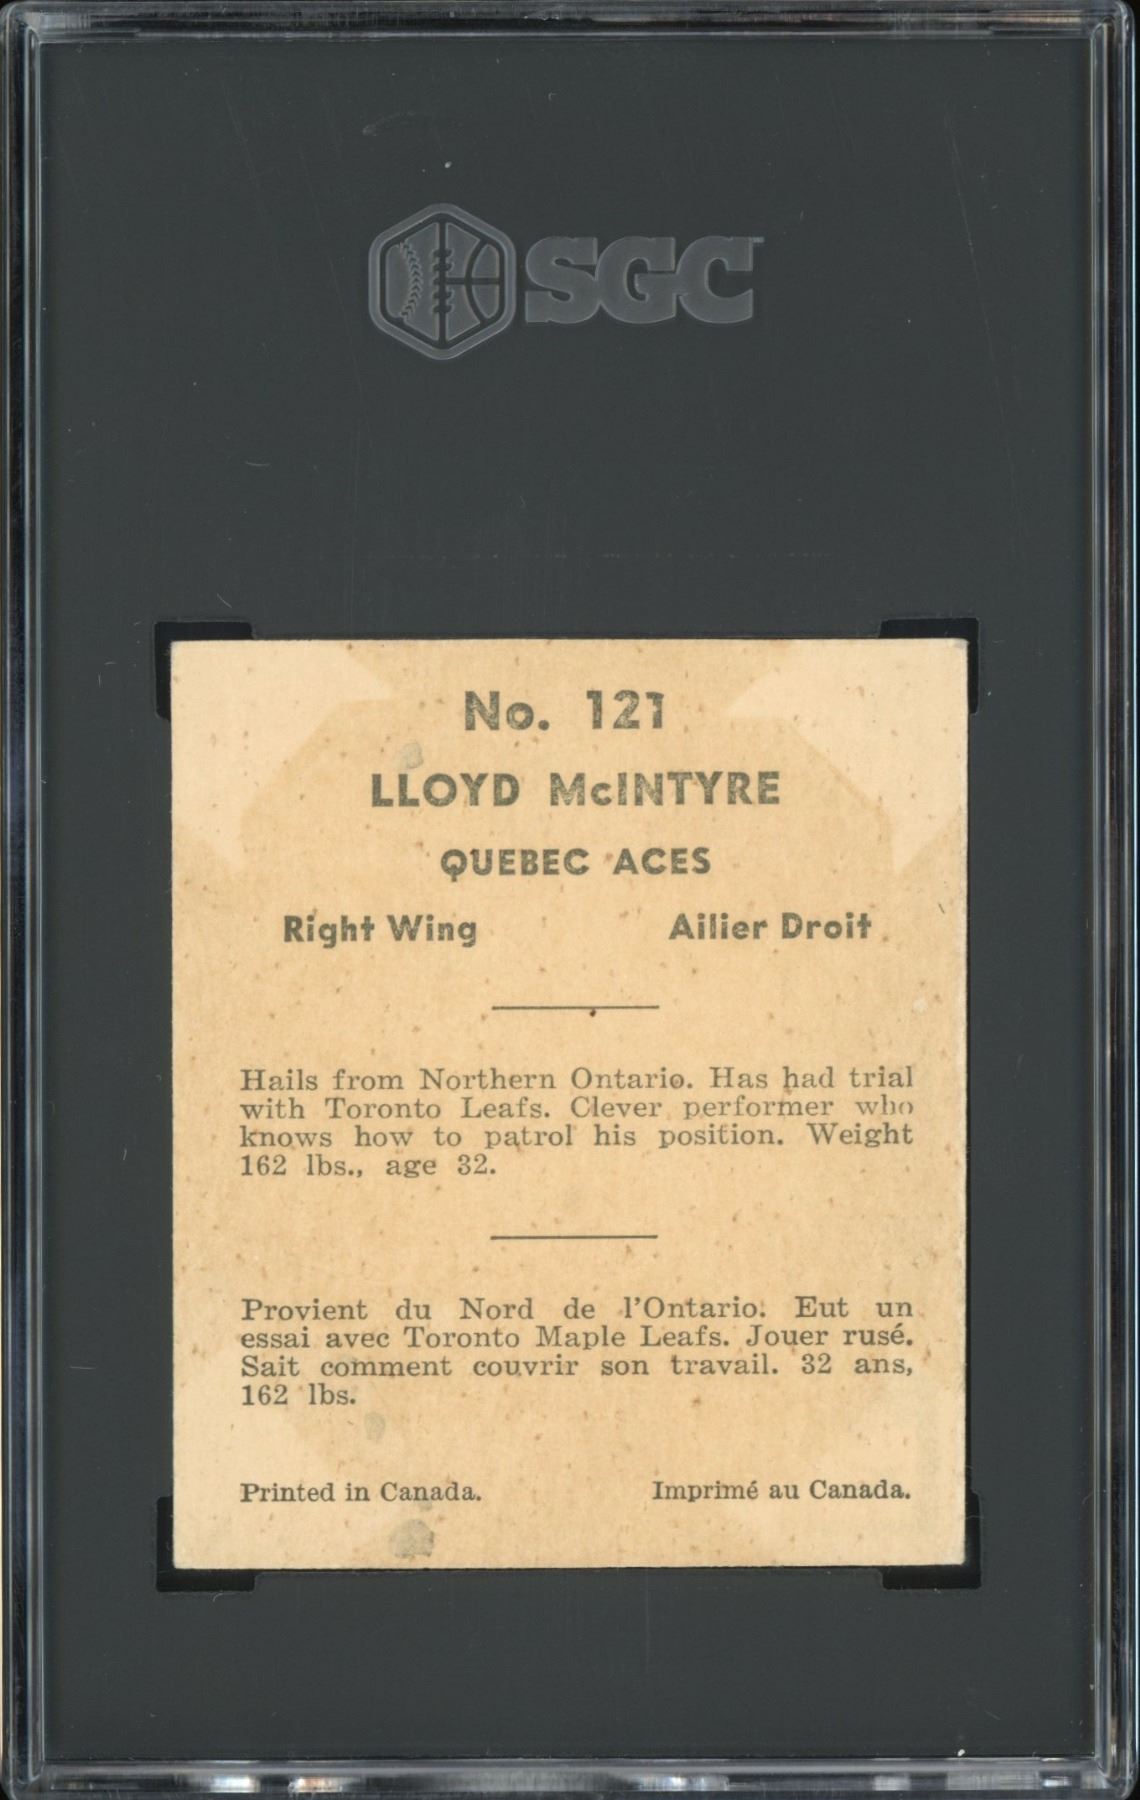 SGC
No. 121
LLOYD McINTYRE
QUEBEC ACES
Right Wing Ailier Droit
Hails from Northern Ontario. Has had trial
with Toronto Leafs. Clever performer who
knows how to patrol his position. Weight
162 lbs., age 32.
Provient du Nord de l'Ontario. Eut un
essai avec Toronto Maple Leafs. Jouer rusé.
Sait comment couvrir son travail. 32 ans,
162 lbs.
Printed in Canada. Imprimé au Canada.